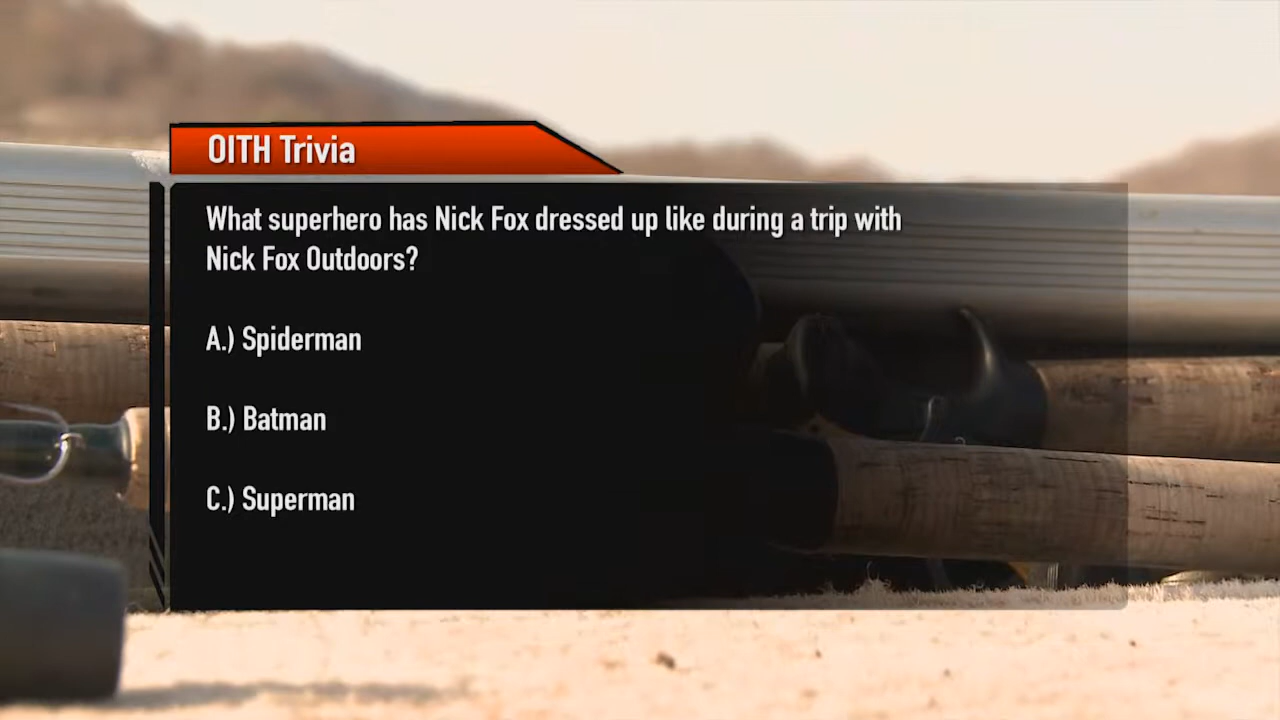 OITH Trivia
What superhero has Nick Fox dressed up like during a trip with
Nick Fox Outdoors?
A.) Spiderman
B.) Batman
C.) Superman